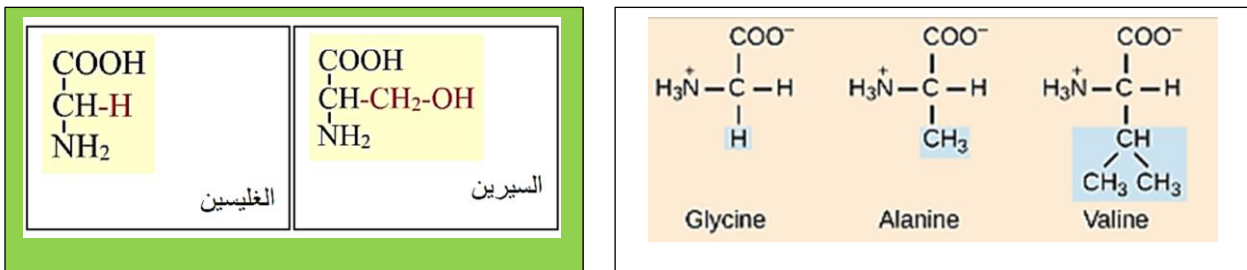 COOH
CH-H
NH₂
الغليسين
COOH
CH-CH₂-OH
NH₂
السيرين
COO⁻
H₃N⁺—C—H
H
Glycine
COO⁻
H₃N⁺—C—H
CH₃
Alanine
COO⁻
H₃N⁺—C—H
CH
CH₃ CH₃
Valine